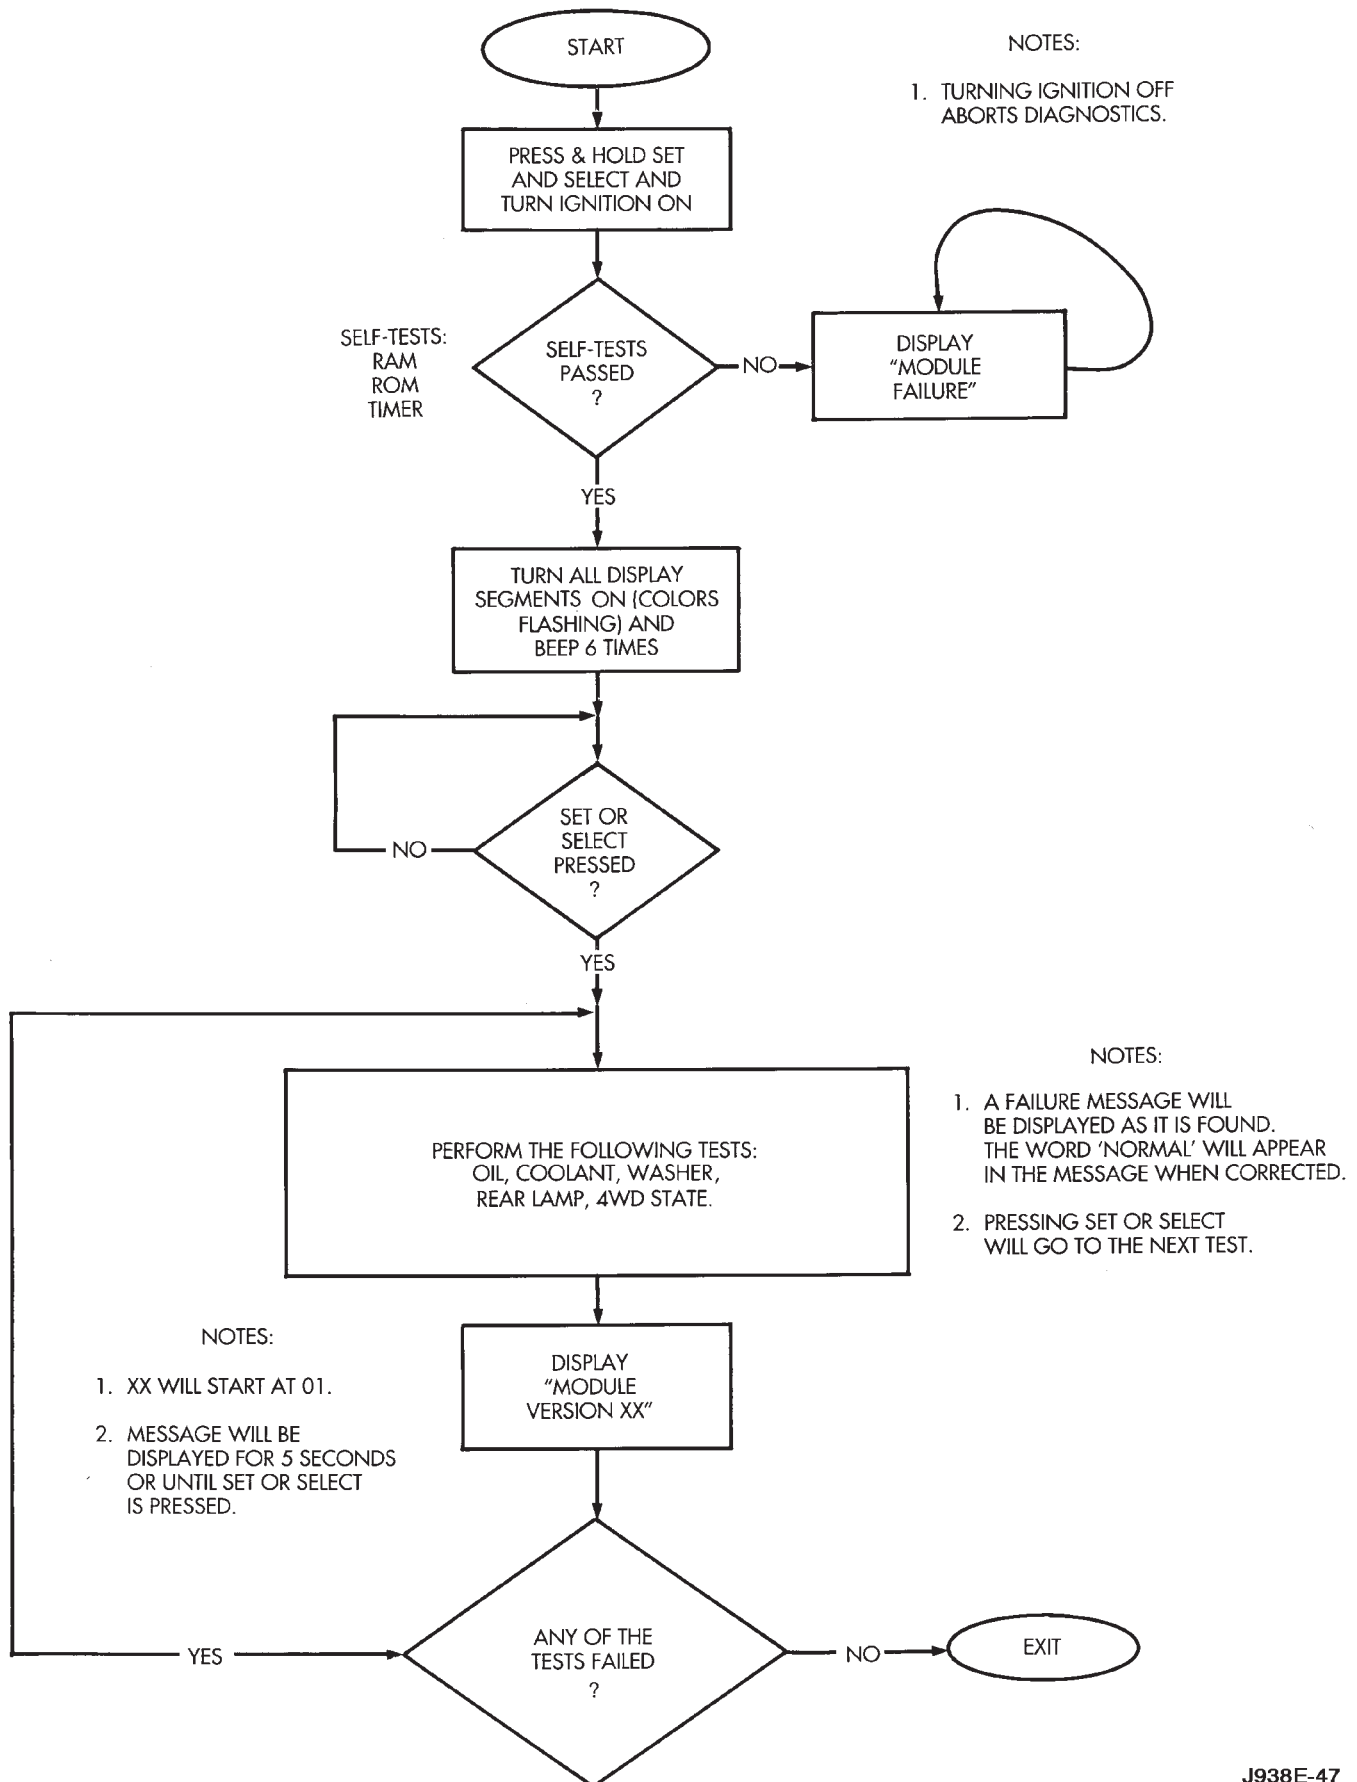 START
NOTES:
1. TURNING IGNITION OFF
ABORTS DIAGNOSTICS.
PRESS & HOLD SET
AND SELECT AND
TURN IGNITION ON
SELF-TESTS:
RAM
ROM
TIMER
SELF-TESTS
PASSED
?
NO
DISPLAY
“MODULE
FAILURE”
YES
TURN ALL DISPLAY
SEGMENTS ON (COLORS
FLASHING) AND
BEEP 6 TIMES
SET OR
SELECT
PRESSED
?
NO
YES
PERFORM THE FOLLOWING TESTS:
OIL, COOLANT, WASHER,
REAR LAMP, 4WD STATE.
NOTES:
1. A FAILURE MESSAGE WILL
BE DISPLAYED AS IT IS FOUND.
THE WORD ‘NORMAL’ WILL APPEAR
IN THE MESSAGE WHEN CORRECTED.
2. PRESSING SET OR SELECT
WILL GO TO THE NEXT TEST.
NOTES:
1. XX WILL START AT 01.
2. MESSAGE WILL BE
DISPLAYED FOR 5 SECONDS
OR UNTIL SET OR SELECT
IS PRESSED.
DISPLAY
“MODULE
VERSION XX”
YES
ANY OF THE
TESTS FAILED
?
NO
EXIT
J938E-47